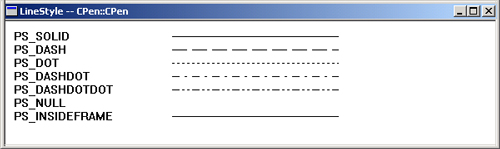 LineStyle -- CPen::CPen
PS_SOLID
PS_DASH
PS_DOT
PS_DASHDOT
PS_DASHDOTDOT
PS_NULL
PS_INSIDEFRAME